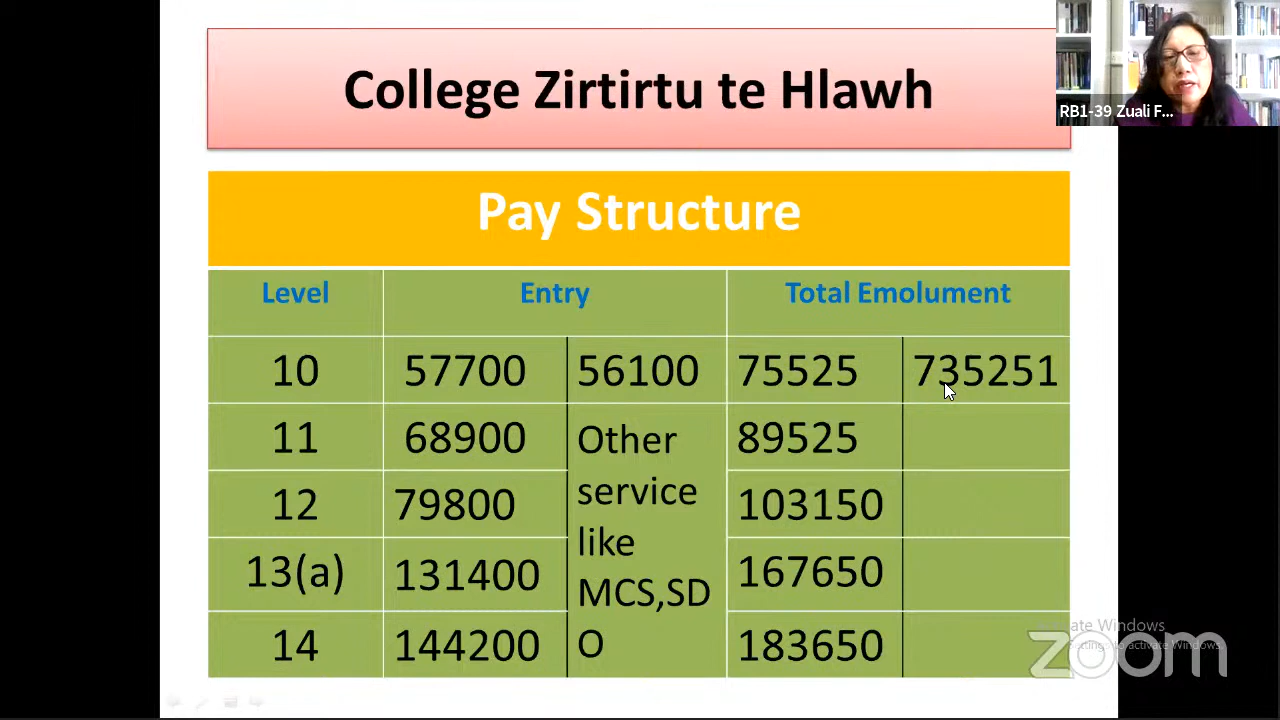 College Zirtirtu te Hlawh
RB1-39 Zuali F...
Pay Structure
Level Entry Total Emolument
10 57700 56100 75525 735251
11 68900 Other service like MCS,SD O 89525
12 79800 103150
13(a) 131400 167650
14 144200 183650
zoom